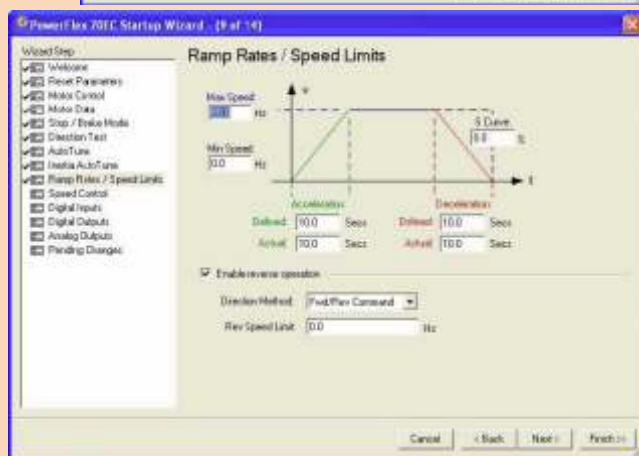 PowerFlex 70EC Startup Wizard - (9 of 14)
Wizard Step
Welcome
Reset Parameters
Motor Control
Motor Data
Stop / Brake Mode
Direction Test
AutoTune
Inertia AutoTune
Ramp Rates / Speed Limits
Speed Control
Digital Inputs
Digital Outputs
Analog Outputs
Pending Changes
Ramp Rates / Speed Limits
Max Speed:
Hz
Min Speed:
0.0 Hz
v
S Curve:
0.0 %
t
Acceleration
Defined: 10.0 Secs
Actual: 10.0 Secs
Deceleration
Defined: 10.0 Secs
Actual: 10.0 Secs
Enable reverse operation
Direction Method: Fwd/Rev Command
Rev Speed Limit: 0.0 Hz
Cancel
< Back
Next >
Finish >>